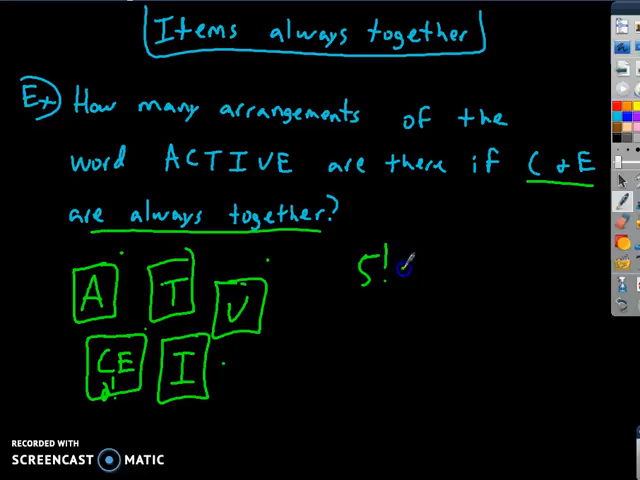 Items always together
Ex How many arrangements of the
word ACTIVE are there if C & E
are always together?
A T V
5!
CE I
2!
RECORDED WITH
SCREENCAST MATIC